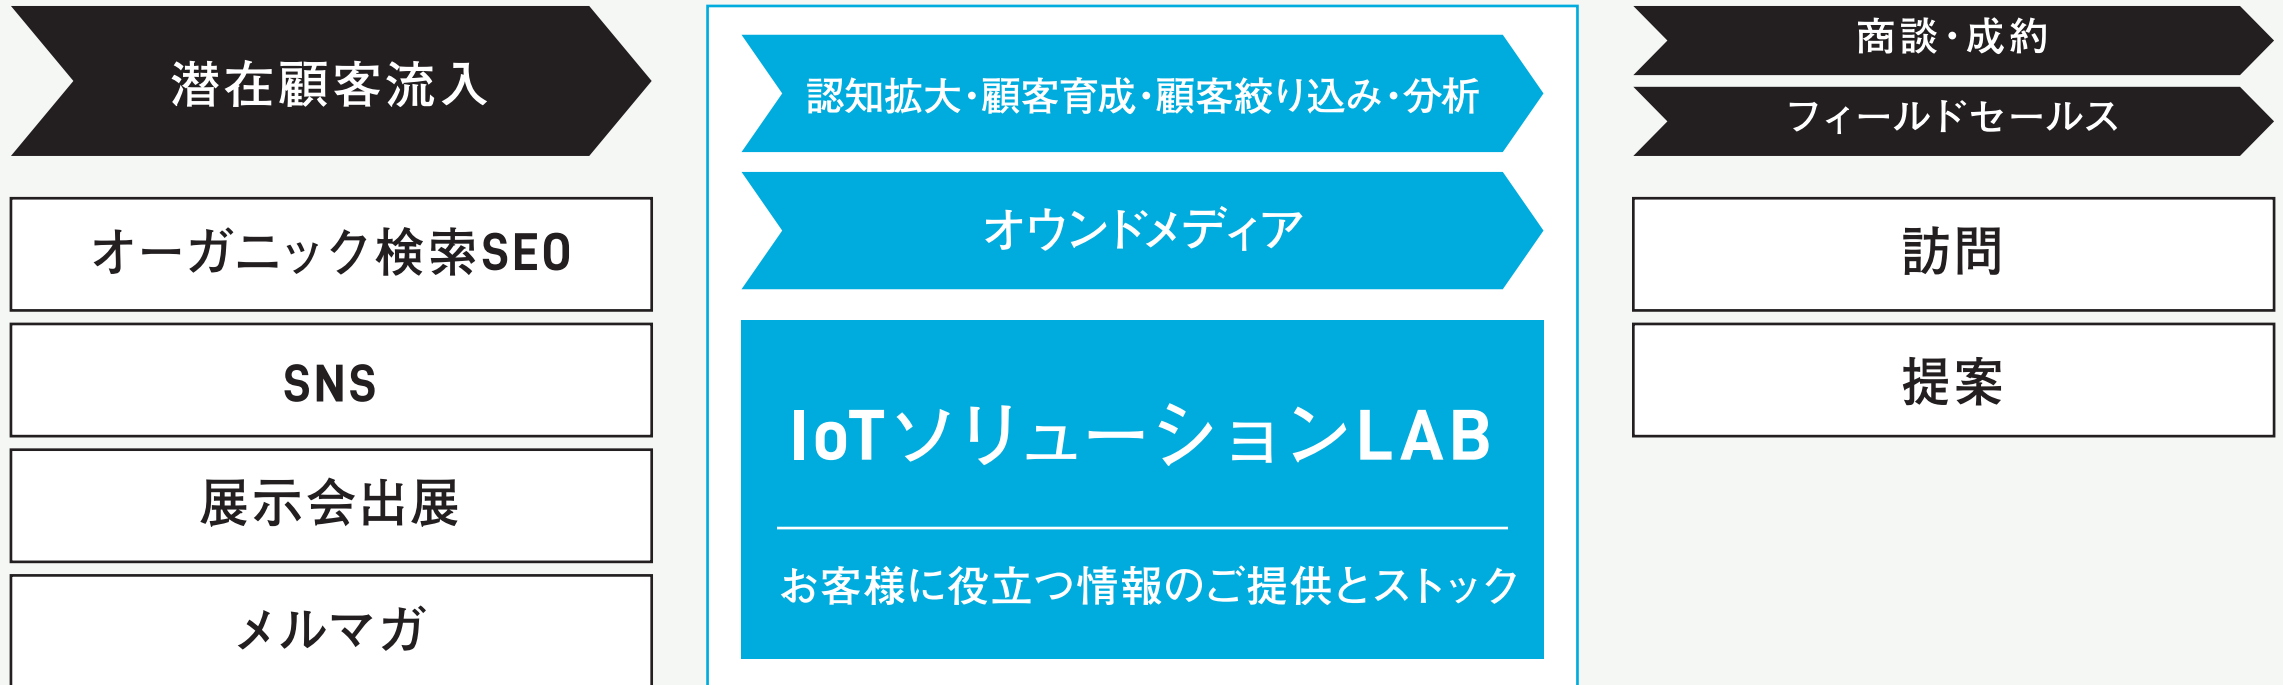 潜在顧客流入
オーガニック検索SEO
SNS
展示会出展
メルマガ
認知拡大・顧客育成・顧客絞り込み・分析
オウンドメディア
IoTソリューションLAB
お客様に役立つ情報のご提供とストック
商談・成約
フィールドセールス
訪問
提案